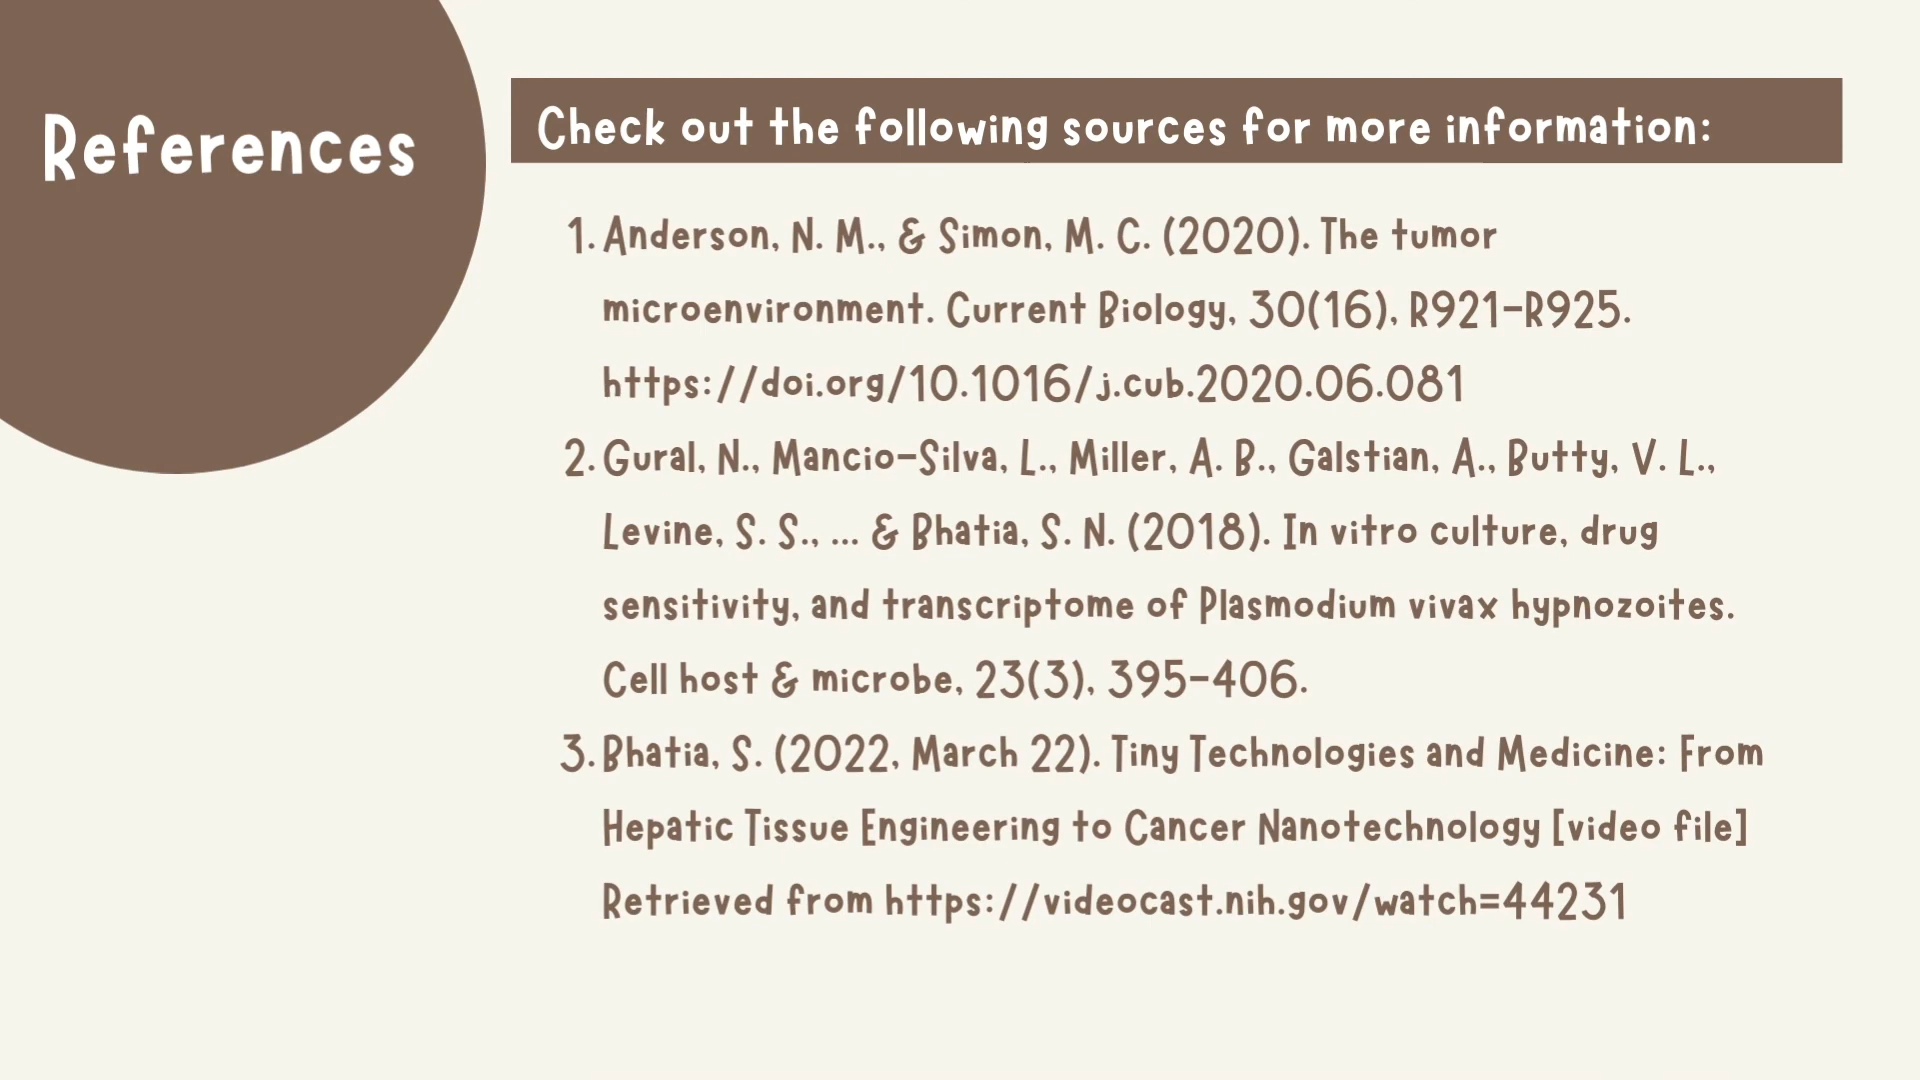 References
Check out the following sources for more information:
1. Anderson, N. M., & Simon, M. C. (2020). The tumor
microenvironment. Current Biology, 30(16), R921–R925.
https://doi.org/10.1016/j.cub.2020.06.081
2. Gural, N., Mancio-Silva, L., Miller, A. B., Galstian, A., Butty, V. L.,
Levine, S. S., ... & Bhatia, S. N. (2018). In vitro culture, drug
sensitivity, and transcriptome of Plasmodium vivax hypnozoites.
Cell host & microbe, 23(3), 395-406.
3. Bhatia, S. (2022, March 22). Tiny Technologies and Medicine: From
Hepatic Tissue Engineering to Cancer Nanotechnology [video file]
Retrieved from https://videocast.nih.gov/watch=44231